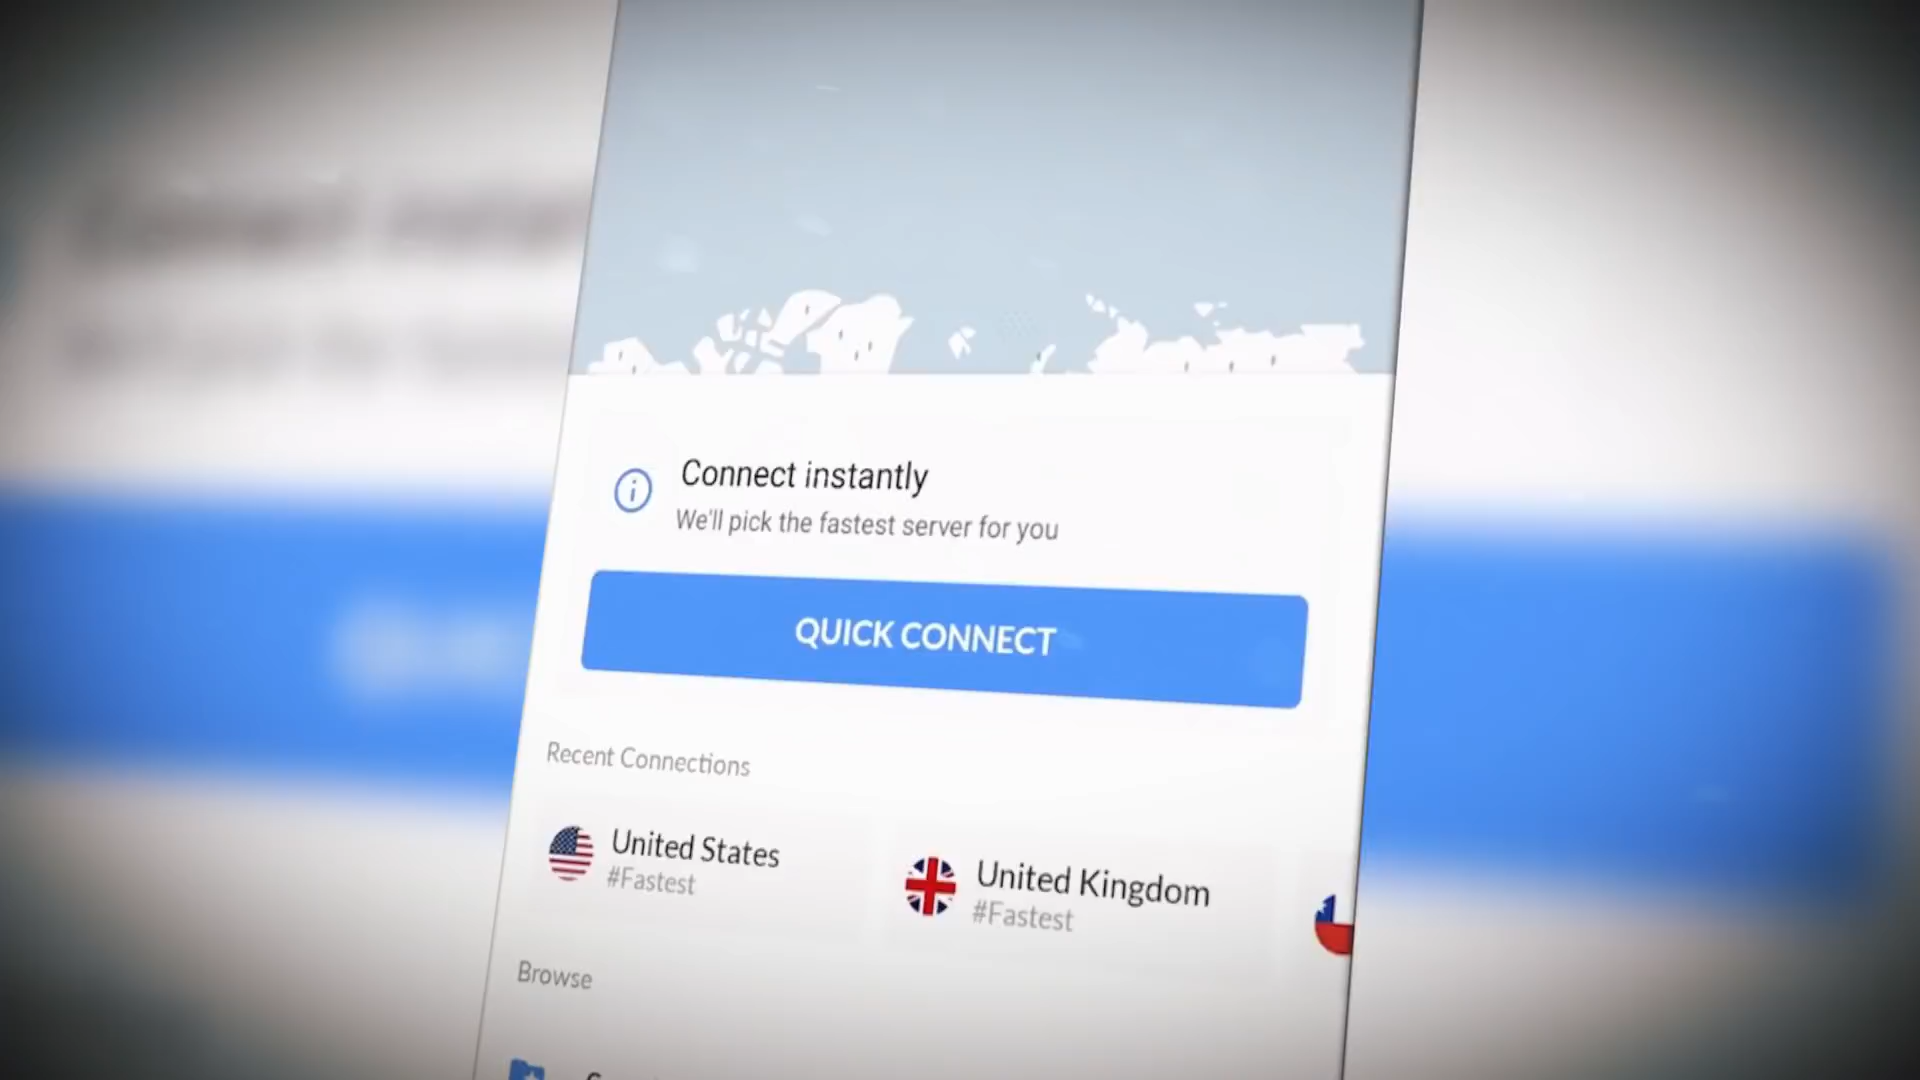 Connect instantly
We'll pick the fastest server for you
QUICK CONNECT
Recent Connections
United States
#Fastest
United Kingdom
#Fastest
Browse